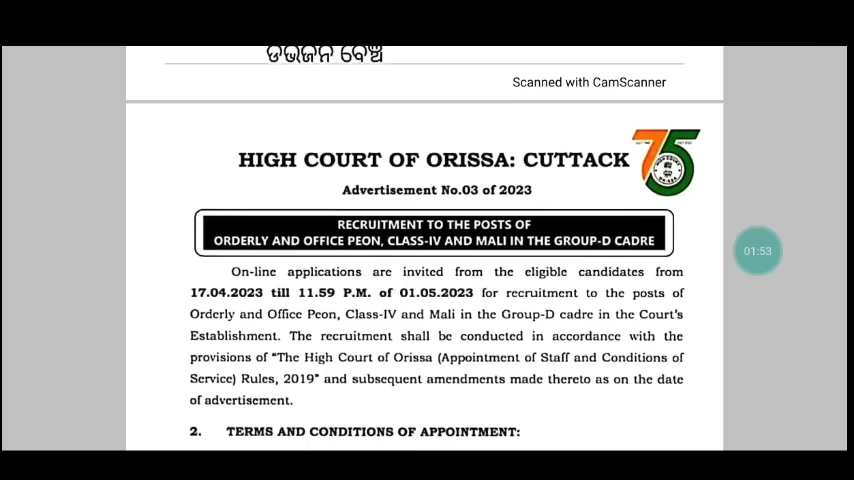 ଡିଭିଜନ ବେଞ୍ଚ
Scanned with CamScanner
HIGH COURT OF ORISSA: CUTTACK
75
Advertisement No.03 of 2023
RECRUITMENT TO THE POSTS OF
ORDERLY AND OFFICE PEON, CLASS-IV AND MALI IN THE GROUP-D CADRE
On-line applications are invited from the eligible candidates from
17.04.2023 till 11.59 P.M. of 01.05.2023 for recruitment to the posts of
Orderly and Office Peon, Class-IV and Mali in the Group-D cadre in the Court's
Establishment. The recruitment shall be conducted in accordance with the
provisions of "The High Court of Orissa (Appointment of Staff and Conditions of
Service) Rules, 2019" and subsequent amendments made thereto as on the date
of advertisement.
2. TERMS AND CONDITIONS OF APPOINTMENT:
01:53